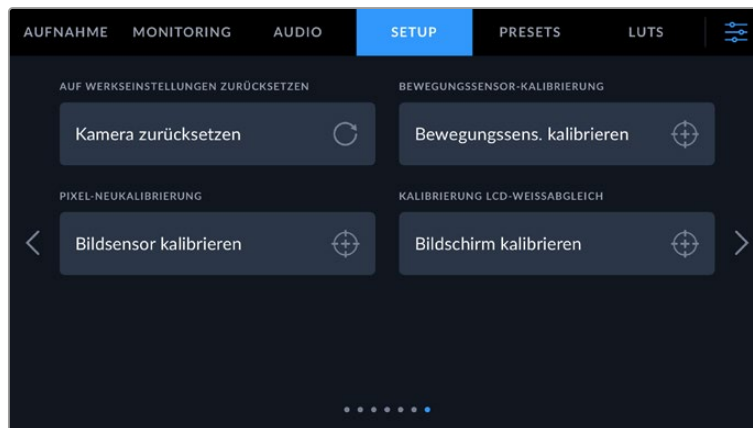 AUFNAHME MONITORING AUDIO SETUP PRESETS LUTS
AUF WERKSEINSTELLUNGEN ZURÜCKSETZEN
Kamera zurücksetzen
BEWEGUNGSSENSOR-KALIBRIERUNG
Bewegungssens. kalibrieren
PIXEL-NEUKALIBRIERUNG
Bildsensor kalibrieren
KALIBRIERUNG LCD-WEISSABGLEICH
Bildschirm kalibrieren